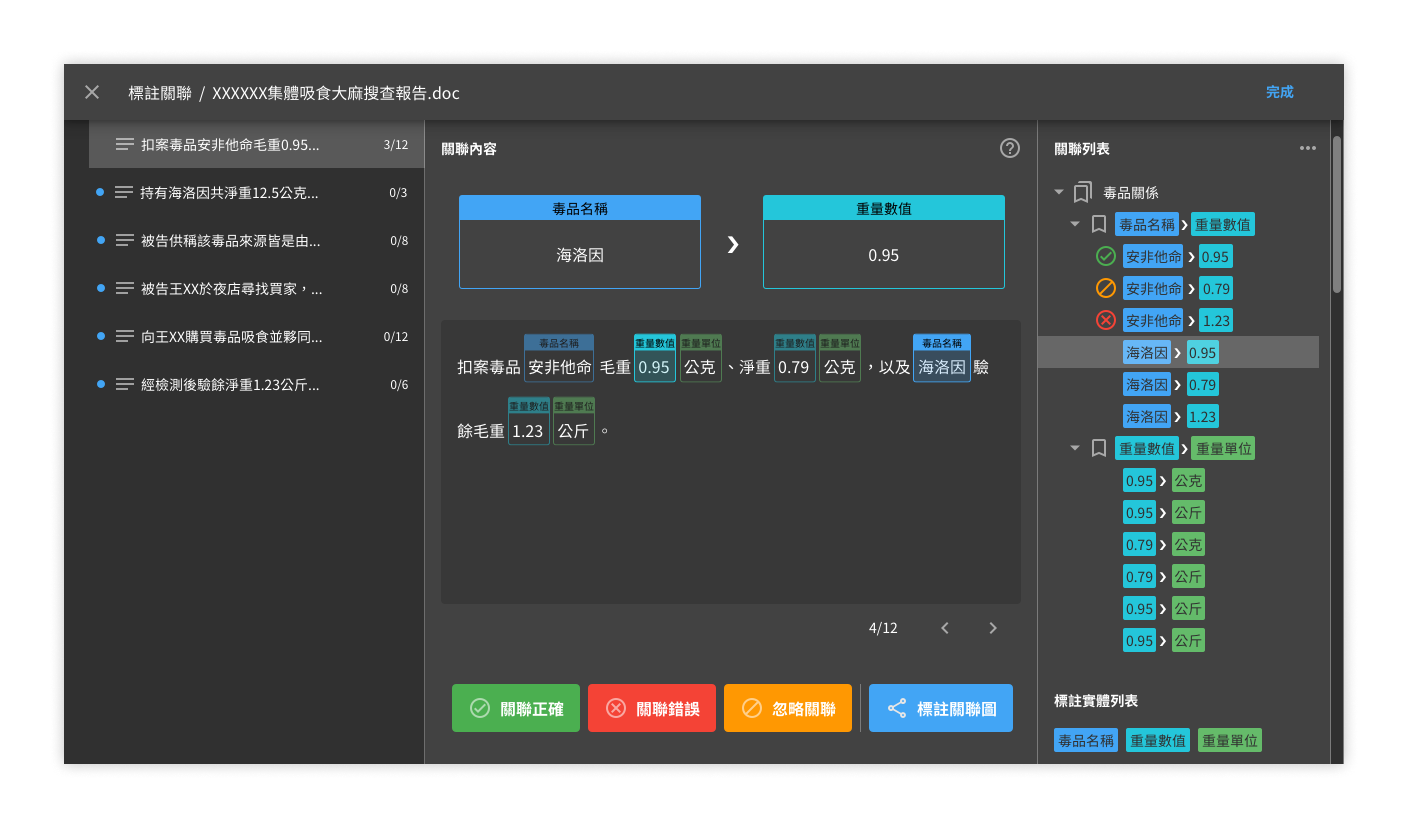 標註關聯 / XXXXXX集體吸食大麻搜查報告.doc
完成
扣案毒品安非他命毛重0.95... 3/12
持有海洛因共淨重12.5公克... 0/3
被告供稱該毒品來源皆是由... 0/8
被告王XX於夜店尋找買家，... 0/8
向王XX購買毒品吸食並夥同... 0/12
經檢測後驗餘淨重1.23公斤... 0/6
關聯內容
毒品名稱 重量數值
海洛因 › 0.95
毒品名稱 重量數值 重量單位 重量數值 重量單位 毒品名稱
扣案毒品 安非他命 毛重 0.95 公克 、淨重 0.79 公克 ，以及 海洛因 驗
重量數值 重量單位
餘毛重 1.23 公斤 。
4/12
關聯正確 關聯錯誤 忽略關聯 標註關聯圖
關聯列表
毒品關係
毒品名稱 › 重量數值
安非他命 › 0.95
安非他命 › 0.79
安非他命 › 1.23
海洛因 › 0.95
海洛因 › 0.79
海洛因 › 1.23
重量數值 › 重量單位
0.95 › 公克
0.95 › 公斤
0.79 › 公克
0.79 › 公斤
0.95 › 公斤
0.95 › 公斤
標註實體列表
毒品名稱 重量數值 重量單位